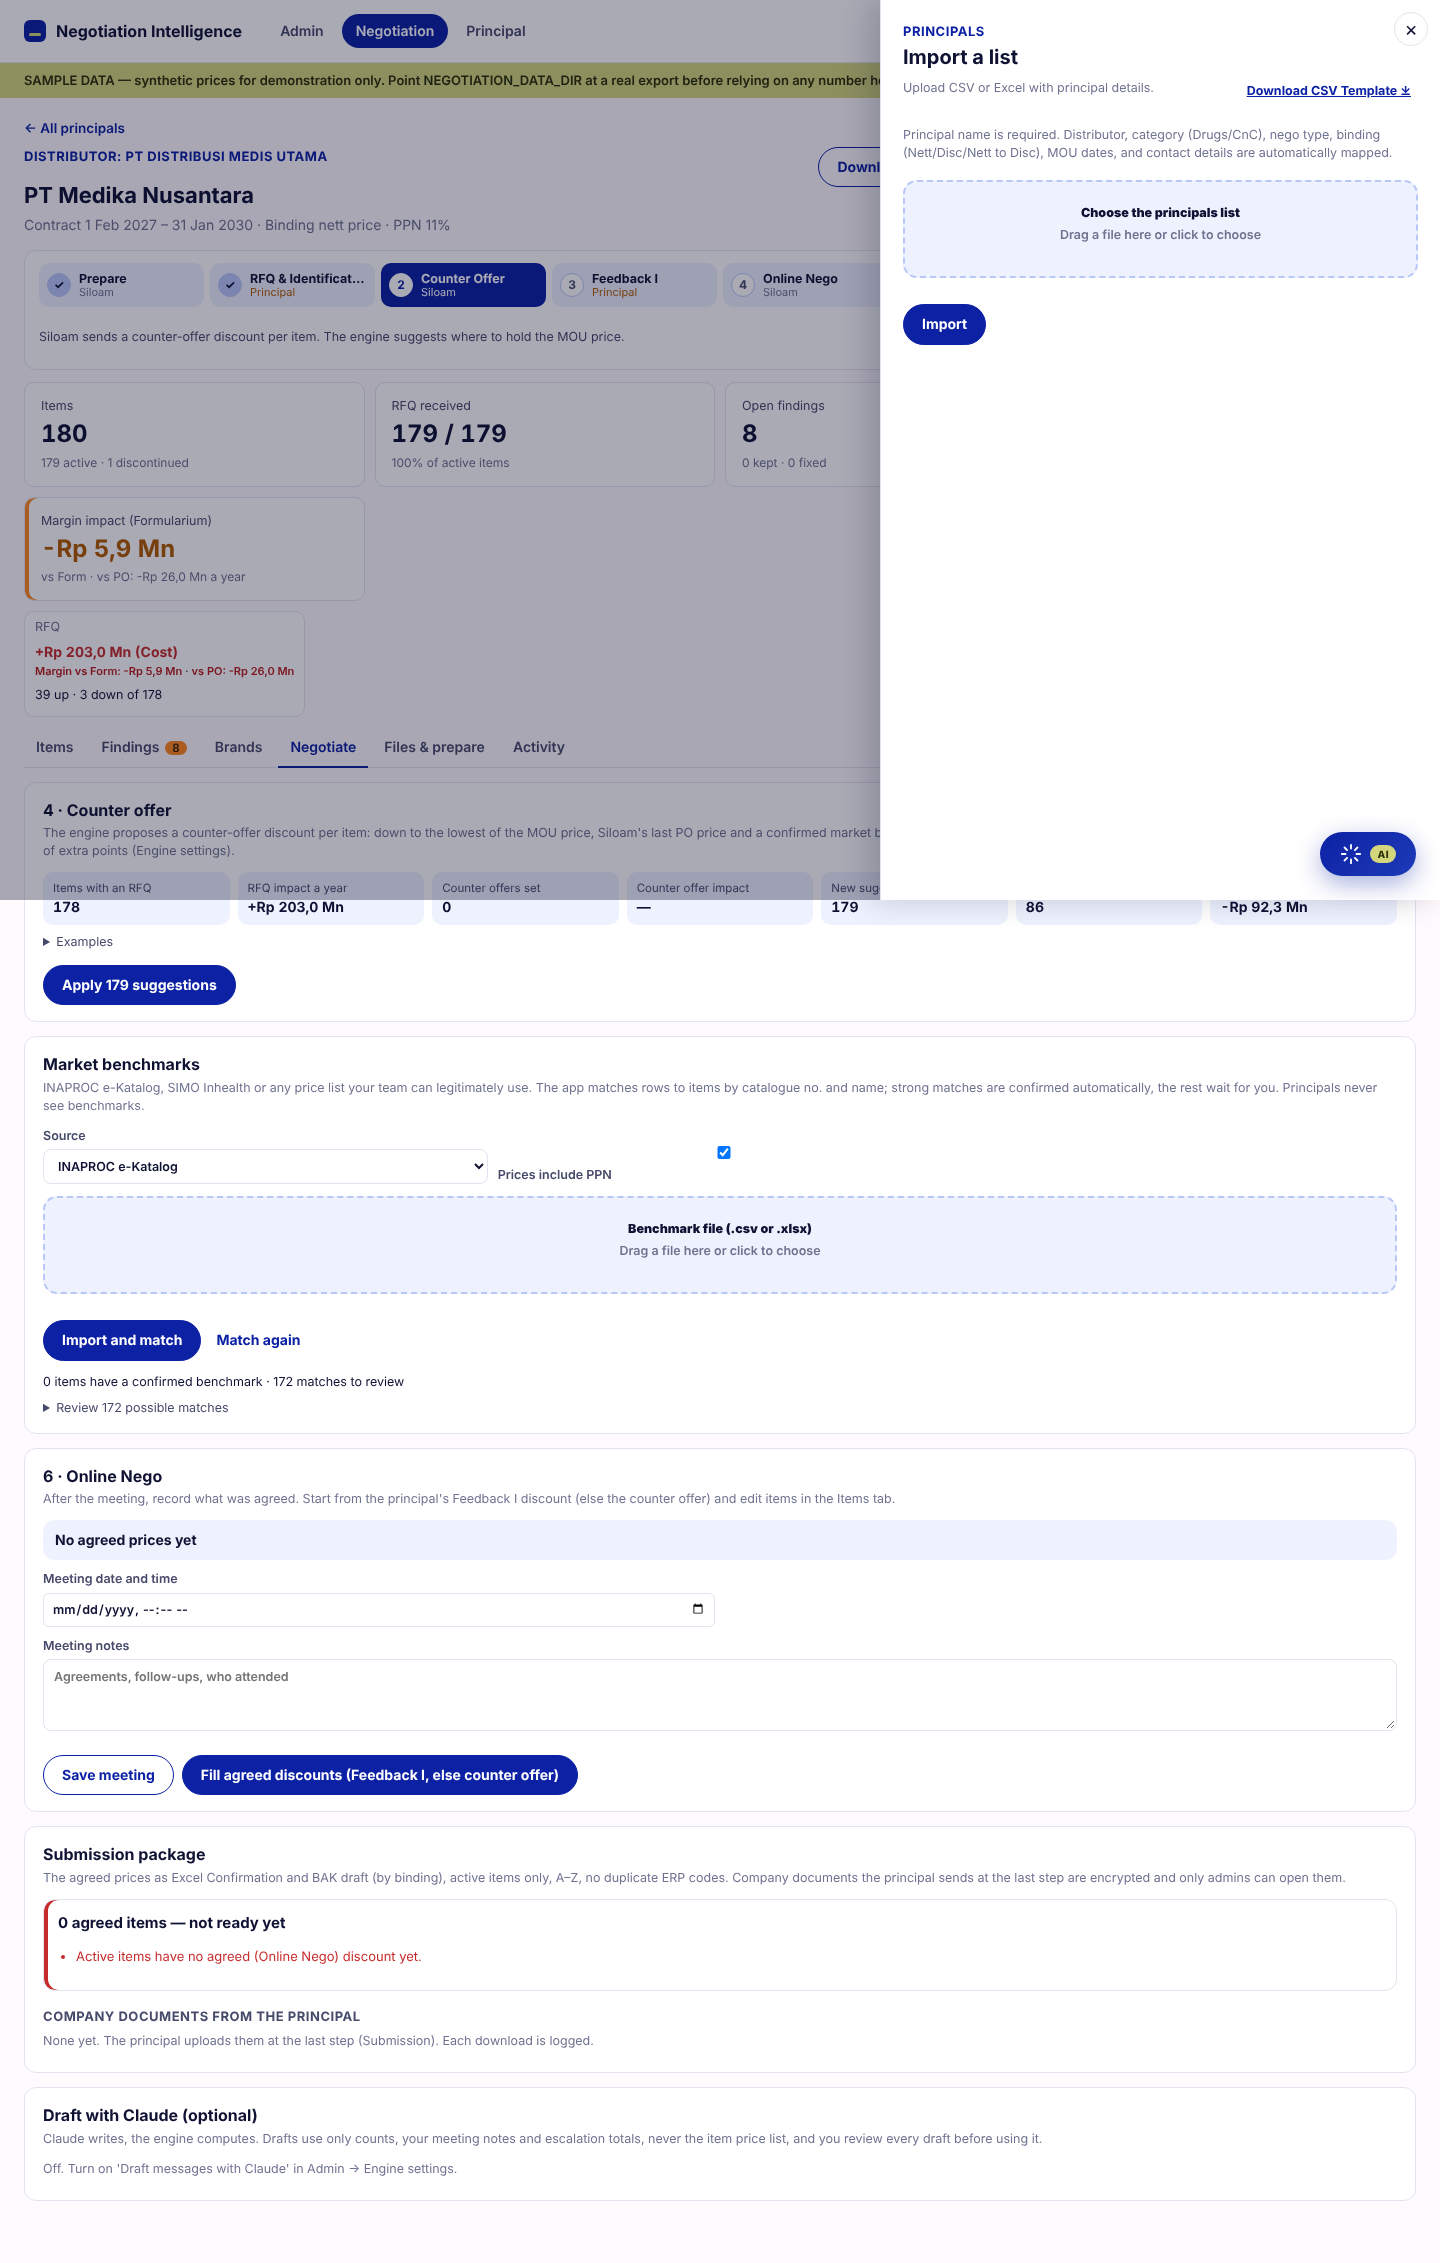 Negotiation Intelligence
Admin
Negotiation
Principal
SAMPLE DATA — synthetic prices for demonstration only. Point NEGOTIATION_DATA_DIR at a real export before relying on any number
← All principals
DISTRIBUTOR: PT DISTRIBUSI MEDIS UTAMA
PT Medika Nusantara
Contract 1 Feb 2027 – 31 Jan 2030 · Binding nett price · PPN 11%
Prepare
Siloam
RFQ & Identificat...
Principal
2
Counter Offer
Siloam
3
Feedback I
Principal
4
Online Nego
Siloam
Siloam sends a counter-offer discount per item. The engine suggests where to hold the MOU price.
Items
180
179 active · 1 discontinued
RFQ received
179 / 179
100% of active items
Open findings
8
0 kept · 0 fixed
Margin impact (Formularium)
-Rp 5,9 Mn
vs Form · vs PO: -Rp 26,0 Mn a year
RFQ
+Rp 203,0 Mn (Cost)
Margin vs Form: -Rp 5,9 Mn · vs PO: -Rp 26,0 Mn
39 up · 3 down of 178
Items
Findings 8
Brands
Negotiate
Files & prepare
Activity
PRINCIPALS
Import a list
Upload CSV or Excel with principal details.
Download CSV Template
Principal name is required. Distributor, category (Drugs/CnC), nego type, binding
(Nett/Disc/Nett to Disc), MOU dates, and contact details are automatically mapped.
Choose the principals list
Drag a file here or click to choose
Import
AI
4 · Counter offer
The engine proposes a counter-offer discount per item: down to the lowest of the MOU price, Siloam's last PO price and a confirmed market
of extra points (Engine settings).
Items with an RFQ
178
RFQ impact a year
+Rp 203,0 Mn
Counter offers set
0
Counter offer impact
—
New
179
86
-Rp 92,3 Mn
Examples
Apply 179 suggestions
Market benchmarks
INAPROC e-Katalog, SIMO Inhealth or any price list your team can legitimately use. The app matches rows to items by catalogue no. and name; strong matches are confirmed automatically, the rest wait for you. Principals never
see benchmarks.
Source
INAPROC e-Katalog
Prices include PPN
Benchmark file (.csv or .xlsx)
Drag a file here or click to choose
Import and match
Match again
0 items have a confirmed benchmark · 172 matches to review
Review 172 possible matches
6 · Online Nego
After the meeting, record what was agreed. Start from the principal's Feedback I discount (else the counter offer) and edit items in the Items tab.
No agreed prices yet
Meeting date and time
mm/dd/yyyy, --:-- --
Meeting notes
Agreements, follow-ups, who attended
Save meeting
Fill agreed discounts (Feedback I, else counter offer)
Submission package
The agreed prices as Excel Confirmation and BAK draft (by binding), active items only, A–Z, no duplicate ERP codes. Company documents the principal sends at the last step are encrypted and only admins can open them.
0 agreed items — not ready yet
• Active items have no agreed (Online Nego) discount yet.
COMPANY DOCUMENTS FROM THE PRINCIPAL
None yet. The principal uploads them at the last step (Submission). Each download is logged.
Draft with Claude (optional)
Claude writes, the engine computes. Drafts use only counts, your meeting notes and escalation totals, never the item price list, and you review every draft before using it.
Off. Turn on 'Draft messages with Claude' in Admin → Engine settings.